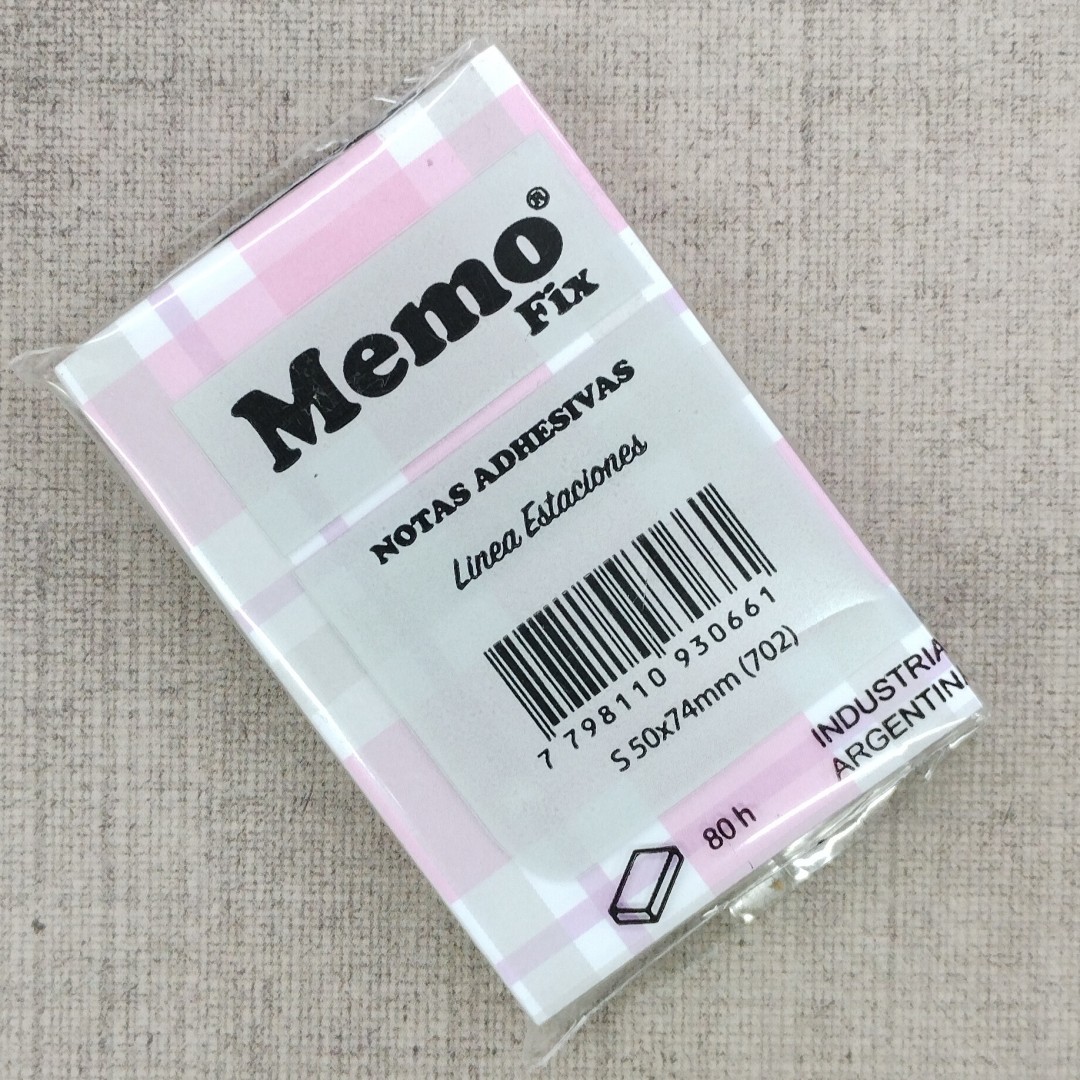 Memo®
Fix
NOTAS ADHESIVAS
Linea Estaciones
7 798110 930661
S 50x74mm (702)
INDUSTRIA
ARGENTINA
80 h